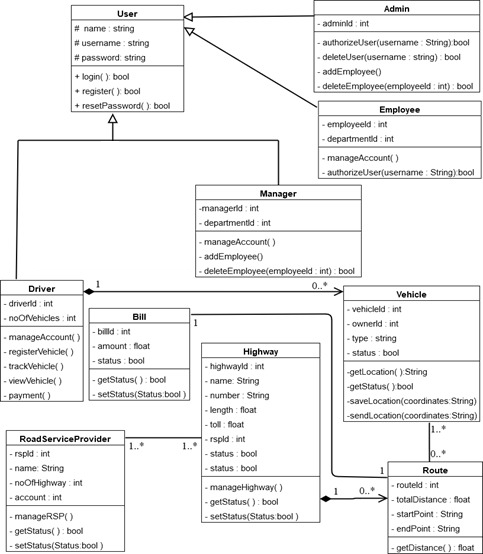 User
# name : string
# username : string
# password: string
+ login( ): bool
+ register( ): bool
+ resetPassword( ): bool
Admin
- adminId : int
- authorizeUser(username : String):bool
- deleteUser(username : string) : bool
- addEmployee()
- deleteEmployee(employeeId : int) : bool
Employee
- employeeId : int
- departmentId : int
- manageAccount( )
- authorizeUser(username : String):bool
Manager
-managerId : int
- departmentId : int
- manageAccount( )
- addEmployee()
- deleteEmployee(employeeId : int) : bool
Driver
- driverId : int
- noOfVehicles : int
- manageAccount( )
- registerVehicle( )
- trackVehicle( )
- viewVehicle( )
- payment( )
1
0..*
Vehicle
- vehicleId : int
- ownerId : int
- type : string
- status : bool
-getLocation( ):String
-getStatus( ):bool
-saveLocation(coordinates:String)
-sendLocation(coordinates:String)
Bill
- billId : int
- amount : float
- status : bool
-getStatus( ) : bool
- setStatus(Status:bool )
1
Highway
- highwayId : int
- name: String
- number : String
- length : float
- toll : float
- rspId : int
- status : bool
- status : bool
- manageHighway( )
- getStatus( ) : bool
- setStatus(Status:bool )
RoadServiceProvider
- rspId : int
- name: String
- noOfHighway : int
- account : int
- manageRSP( )
- getStatus( ) : bool
- setStatus(Status:bool )
1..*
1..*
1..*
0..*
1
1
0..*
Route
- routeId : int
- totalDistance : float
- startPoint : String
- endPoint : String
-getDistance( ) : float